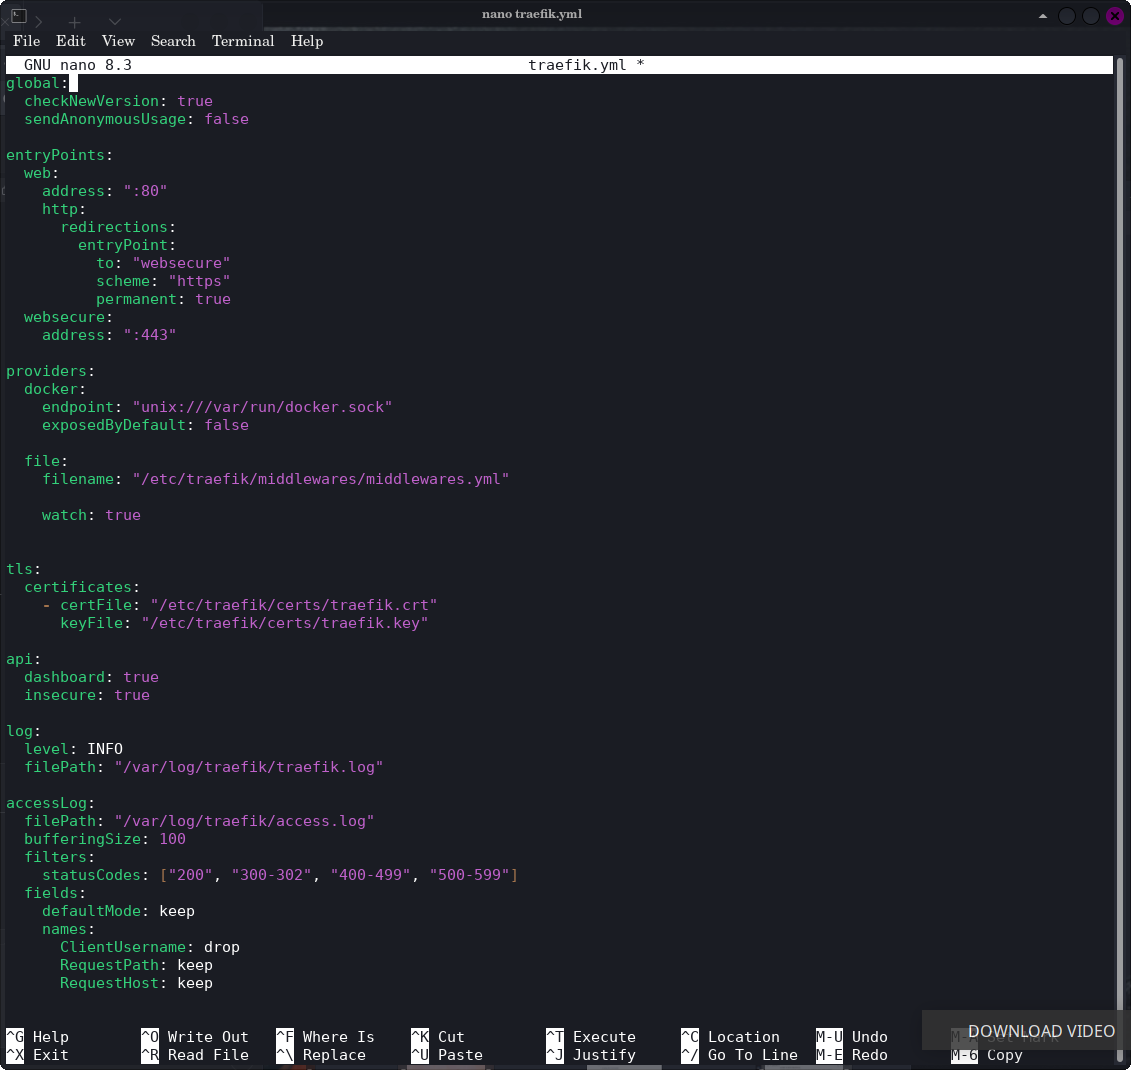 nano traefik.yml
File Edit View Search Terminal Help
GNU nano 8.3 traefik.yml *
global:
  checkNewVersion: true
  sendAnonymousUsage: false

entryPoints:
  web:
    address: ":80"
    http:
      redirections:
        entryPoint:
          to: "websecure"
          scheme: "https"
          permanent: true
  websecure:
    address: ":443"

providers:
  docker:
    endpoint: "unix:///var/run/docker.sock"
    exposedByDefault: false

  file:
    filename: "/etc/traefik/middlewares/middlewares.yml"

    watch: true

tls:
  certificates:
    - certFile: "/etc/traefik/certs/traefik.crt"
      keyFile: "/etc/traefik/certs/traefik.key"

api:
  dashboard: true
  insecure: true

log:
  level: INFO
  filePath: "/var/log/traefik/traefik.log"

accessLog:
  filePath: "/var/log/traefik/access.log"
  bufferingSize: 100
  filters:
    statusCodes: ["200", "300-302", "400-499", "500-599"]
  fields:
    defaultMode: keep
    names:
      ClientUsername: drop
      RequestPath: keep
      RequestHost: keep

^G Help ^O Write Out ^F Where Is ^K Cut ^T Execute ^C Location M-U Undo
DOWNLOAD VIDEO
^X Exit ^R Read File ^\ Replace ^U Paste ^J Justify ^/ Go To Line M-E Redo M-6 Copy